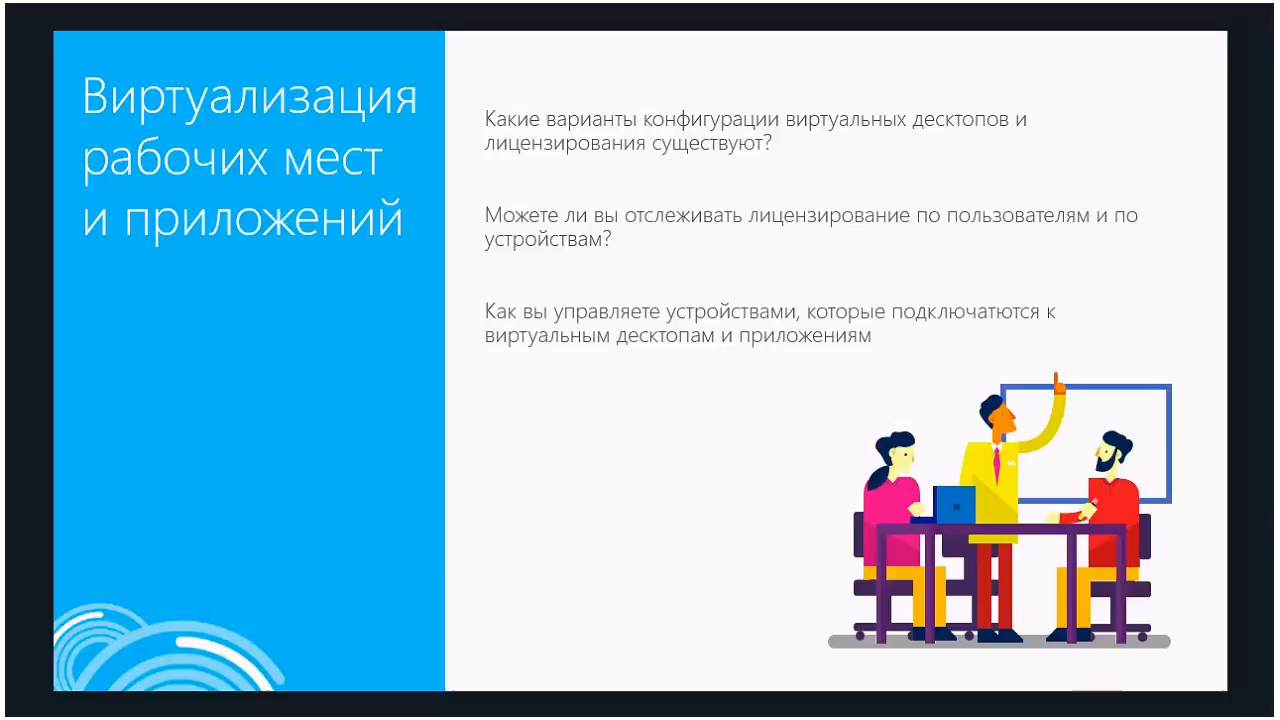 Виртуализация
рабочих мест
и приложений
Какие варианты конфигурации виртуальных десктопов и
лицензирования существуют?
Можете ли вы отслеживать лицензирование по пользователям и по
устройствам?
Как вы управляете устройствами, которые подключатются к
виртуальным десктопам и приложениям